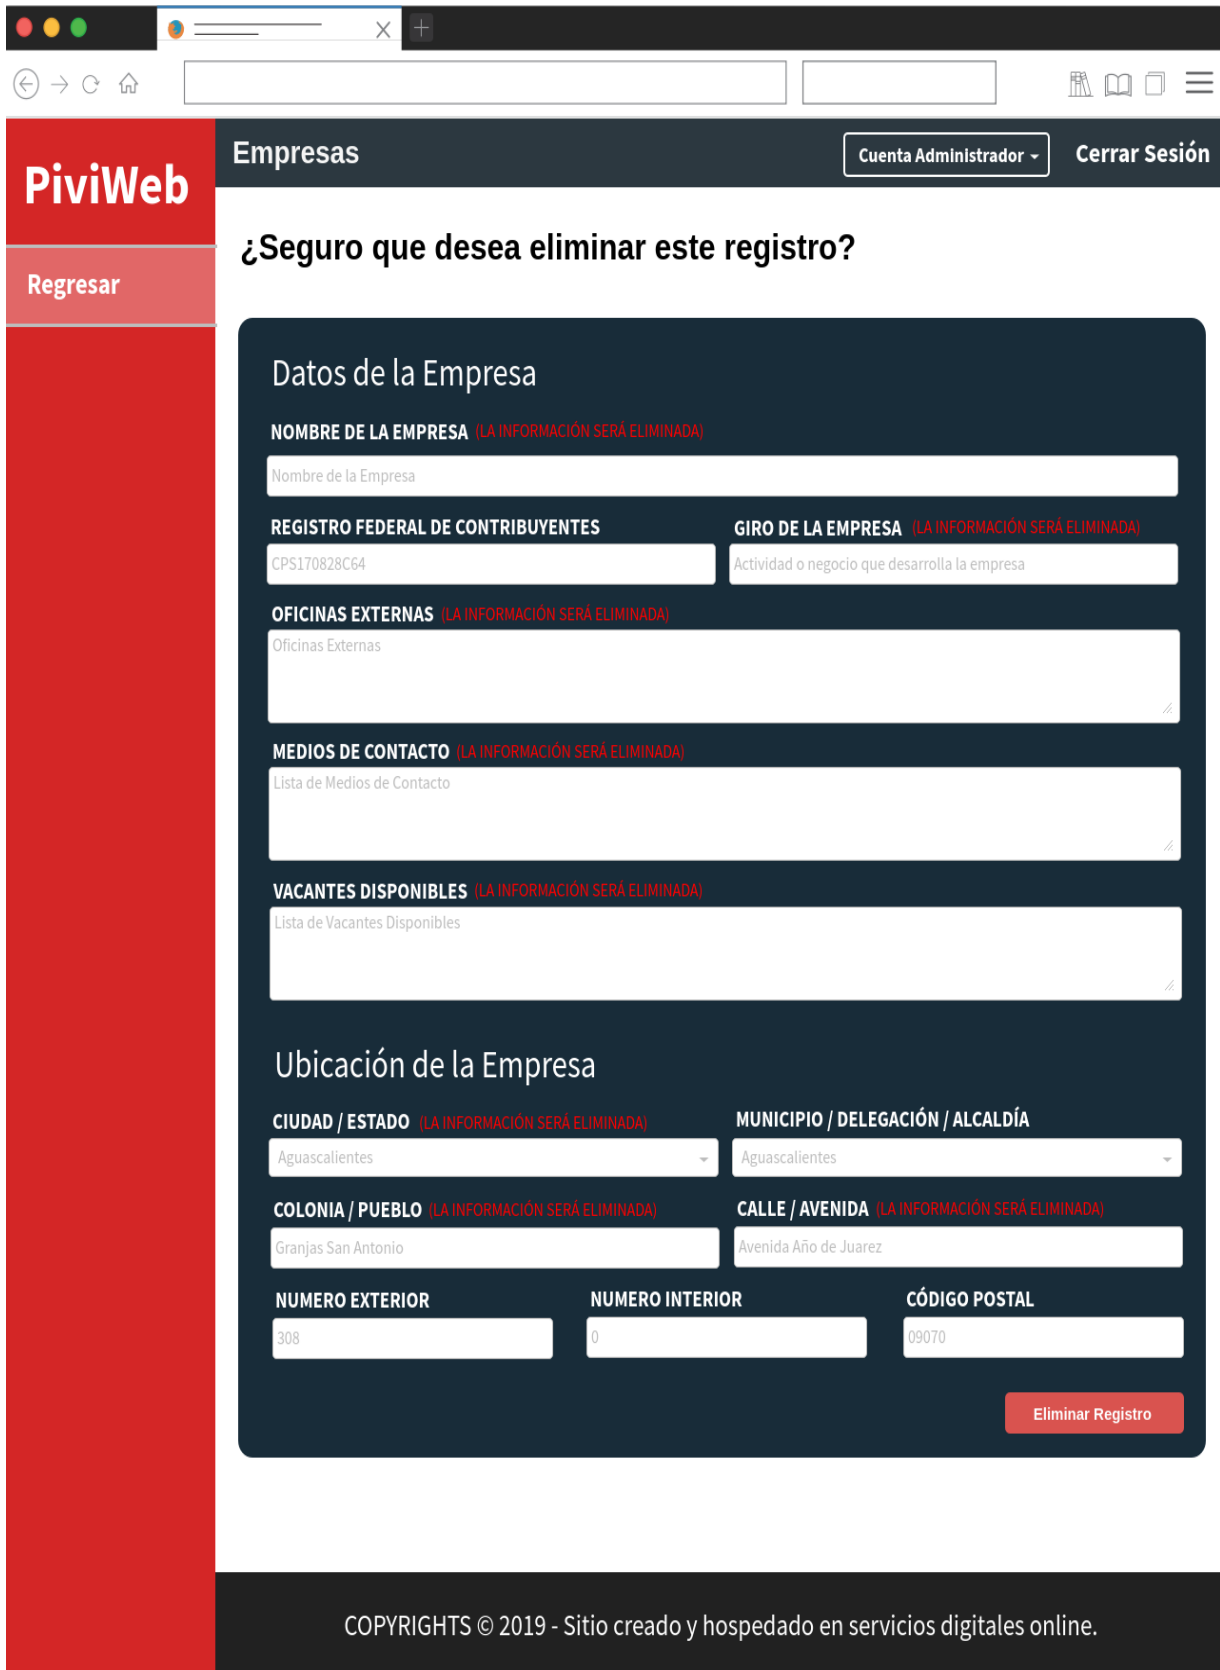 PiviWeb
Regresar
Empresas
Cuenta Administrador
Cerrar Sesión
¿Seguro que desea eliminar este registro?
Datos de la Empresa
NOMBRE DE LA EMPRESA (LA INFORMACIÓN SERÁ ELIMINADA)
Nombre de la Empresa
REGISTRO FEDERAL DE CONTRIBUYENTES
GIRO DE LA EMPRESA (LA INFORMACIÓN SERÁ ELIMINADA)
CPS170828C64
Actividad o negocio que desarrolla la empresa
OFICINAS EXTERNAS (LA INFORMACIÓN SERÁ ELIMINADA)
Oficinas Externas
MEDIOS DE CONTACTO (LA INFORMACIÓN SERÁ ELIMINADA)
Lista de Medios de Contacto
VACANTES DISPONIBLES (LA INFORMACIÓN SERÁ ELIMINADA)
Lista de Vacantes Disponibles
Ubicación de la Empresa
CIUDAD / ESTADO (LA INFORMACIÓN SERÁ ELIMINADA)
MUNICIPIO / DELEGACIÓN / ALCALDÍA
Aguascalientes
Aguascalientes
COLONIA / PUEBLO (LA INFORMACIÓN SERÁ ELIMINADA)
CALLE / AVENIDA (LA INFORMACIÓN SERÁ ELIMINADA)
Granjas San Antonio
Avenida Año de Juarez
NUMERO EXTERIOR
NUMERO INTERIOR
CÓDIGO POSTAL
308
0
09070
Eliminar Registro
COPYRIGHTS © 2019 - Sitio creado y hospedado en servicios digitales online.